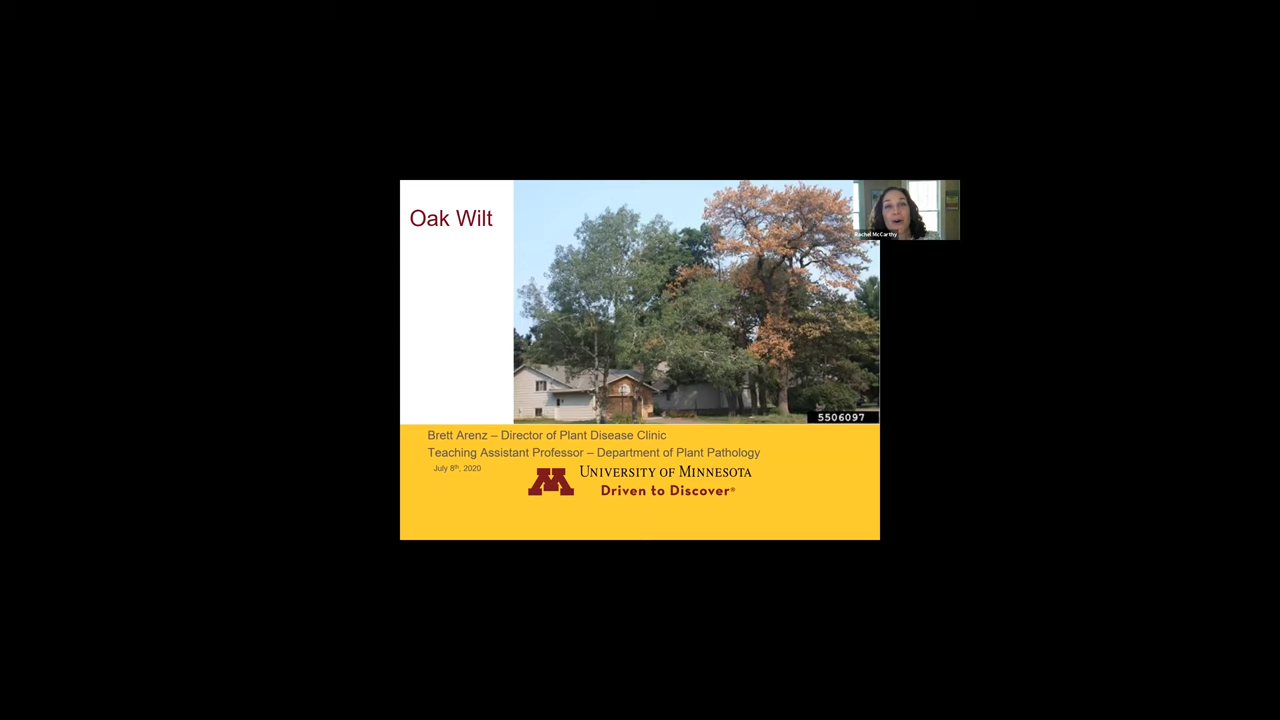 Oak Wilt
Rachel McCarthy
5506097
Brett Arenz – Director of Plant Disease Clinic
Teaching Assistant Professor – Department of Plant Pathology
July 8th, 2020
M
UNIVERSITY OF MINNESOTA
Driven to Discover®